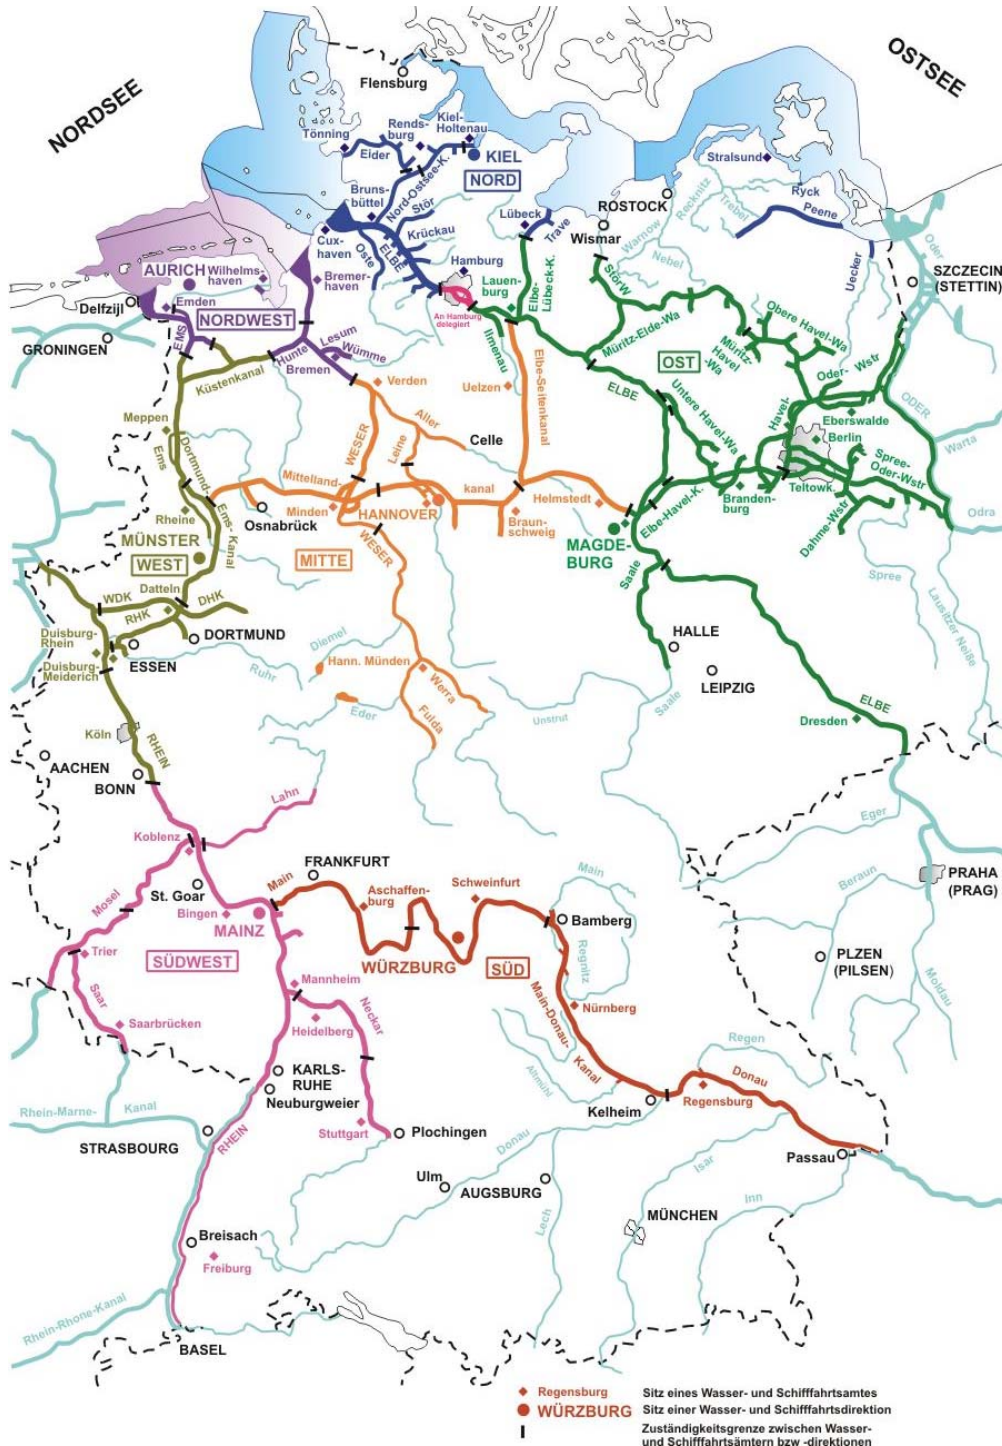 NORDSEE
OSTSEE
Flensburg
Tönning
Eider
Rends-
burg
Kiel-
Holtenau
KIEL
NORD
Bruns-
büttel
Nord-Ostsee-K.
Stör
Krückau
Cux-
haven
Oste
ELBE
Hamburg
An Hamburg
delegiert
Lübeck
Trave
Wismar
ROSTOCK
Stralsund
Recknitz
Trebel
Ryck
Peene
Warnow
Nebel
Uecker
Oder
SZCZECIN
(STETTIN)
AURICH
Wilhelms-
haven
Bremer-
haven
Delfzijl
Emden
NORDWEST
GRONINGEN
EMS
Küstenkanal
Hunte
Bremen
Lesum
Wümme
Lauen-
burg
Elbe-
Lübeck-K.
StörW
Ilmenau
Müritz-Elde-Wa
Müritz-
Havel
-Wa
Obere Havel-Wa
OST
Oder-
Wstr
ELBE
Untere Havel-Wa
Havel-
Eberswalde
Berlin
ODER
Warta
Verden
Uelzen
Elbe-Seitenkanal
Aller
Celle
Leine
WESER
Meppen
Ems
Dortmund-
Ems-
Kanal
Rheine
MÜNSTER
WEST
Mittelland-
kanal
Osnabrück
Minden
HANNOVER
Braun-
schweig
Helmstedt
MITTE
WESER
MAGDE-
BURG
Elbe-Havel-K.
Branden-
burg
Teltowk.
Spree-
Oder-Wstr
Dahme-Wstr
Odra
Spree
Lausitzer Neiße
Saale
Datteln
WDK
RHK
DHK
DORTMUND
Duisburg-
Rhein
ESSEN
Duisburg-
Meiderich
Ruhr
Diemel
Hann. Münden
Eder
Werra
Fulda
Unstrut
Saale
HALLE
LEIPZIG
Dresden
ELBE
Köln
RHEIN
AACHEN
BONN
Lahn
Koblenz
St. Goar
Mosel
Bingen
MAINZ
FRANKFURT
Main
Aschaffen-
burg
Schweinfurt
Main
Bamberg
WÜRZBURG
SÜD
Regnitz
Nürnberg
Main-Donau-
Kanal
Altmühl
Eger
Beraun
PRAHA
(PRAG)
PLZEN
(PILSEN)
Moldau
Trier
SÜDWEST
Saar
Saarbrücken
Mannheim
Heidelberg
Neckar
KARLS-
RUHE
Neuburgweier
Stuttgart
Plochingen
Rhein-Marne-
Kanal
STRASBOURG
RHEIN
Breisach
Freiburg
Rhein-Rhone-Kanal
BASEL
Ulm
Donau
AUGSBURG
Lech
Kelheim
Regen
Donau
Regensburg
Passau
Isar
Inn
MÜNCHEN
Regensburg Sitz eines Wasser- und Schifffahrtsamtes
WÜRZBURG Sitz einer Wasser- und Schifffahrtsdirektion
Zuständigkeitsgrenze zwischen Wasser-
und Schifffahrtsämtern bzw -direktionen